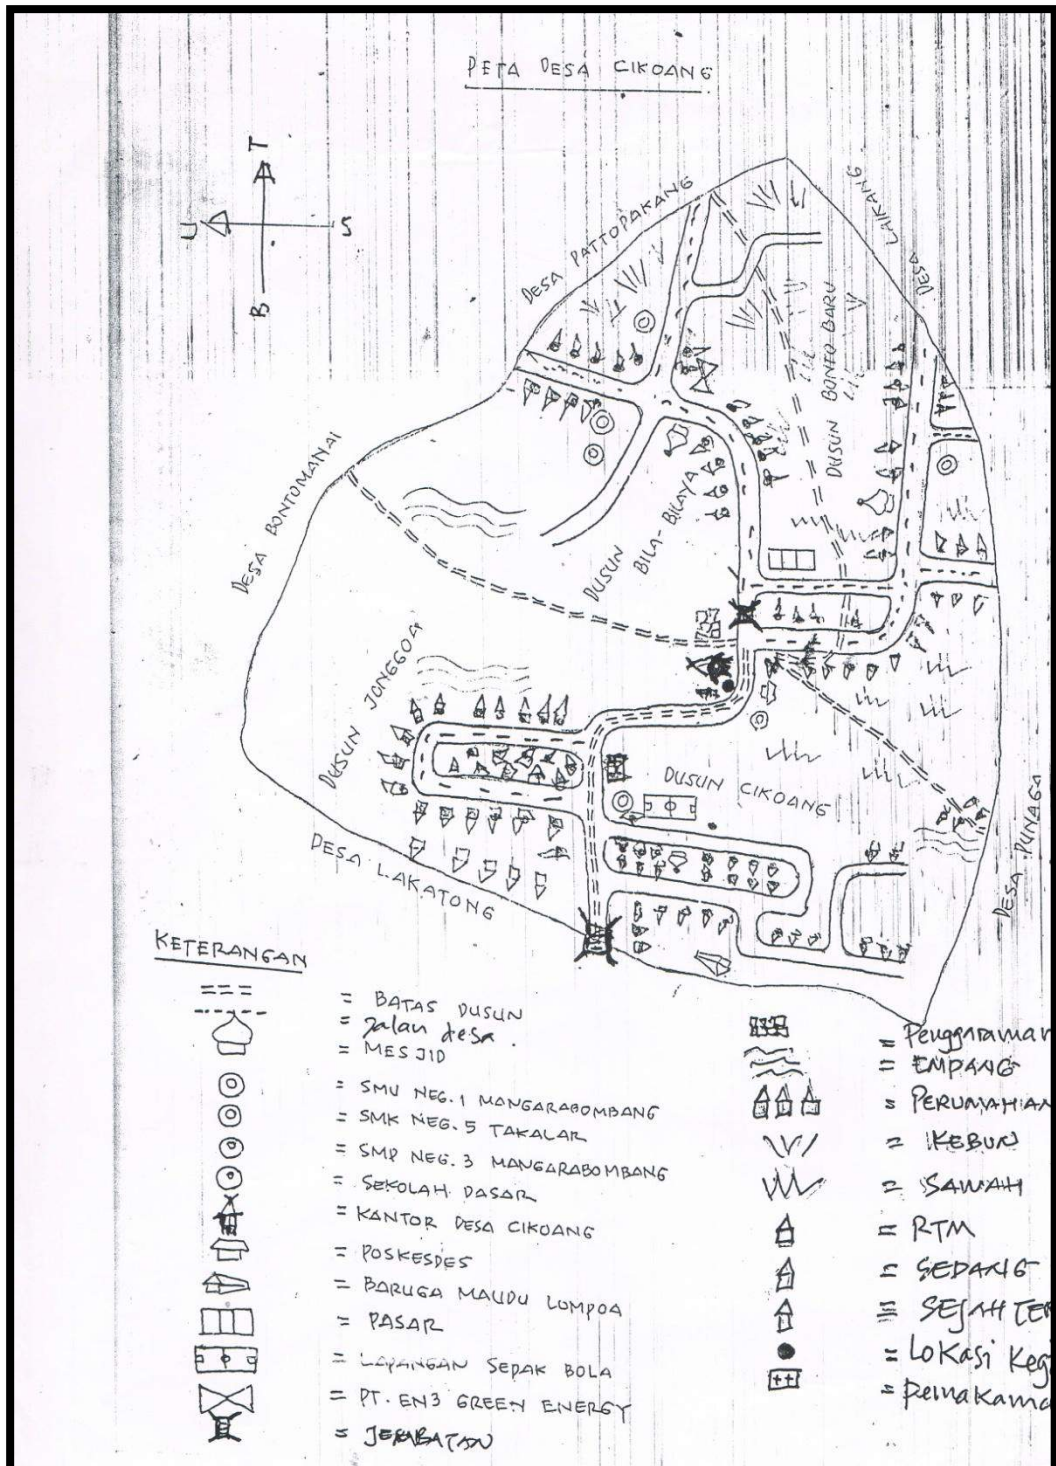 PETA DESA CIKOANG
T
U
S
B
DESA PATTOPAKANG
DESA LAIKANG
DUSUN BONTO BARU
DESA BONTOMANAI
DUSUN BILA-BILAYA
DUSUN JONGGOA
DUSUN CIKOANG
DESA PUNAGA
DESA LAKATONG
KETERANGAN
= BATAS DUSUN
= Jalan desa
= MESJID
= SMU NEG. 1 MANGARABOMBANG
= SMK NEG. 5 TAKALAR
= SMP NEG. 3 MANGARABOMBANG
= SEKOLAH DASAR
= KANTOR DESA CIKOANG
= POSKESDES
= BARUGA MAUDU LOMPOA
= PASAR
= LAPANGAN SEPAK BOLA
= PT. EN3 GREEN ENERGY
= JEMBATAN
= Penggaraman
= EMPANG
= PERUMAHAN
= KEBUN
= SAWAH
= RTM
= SEDANG
= SEJAHTER
= Lokasi Keg
= Pemakama